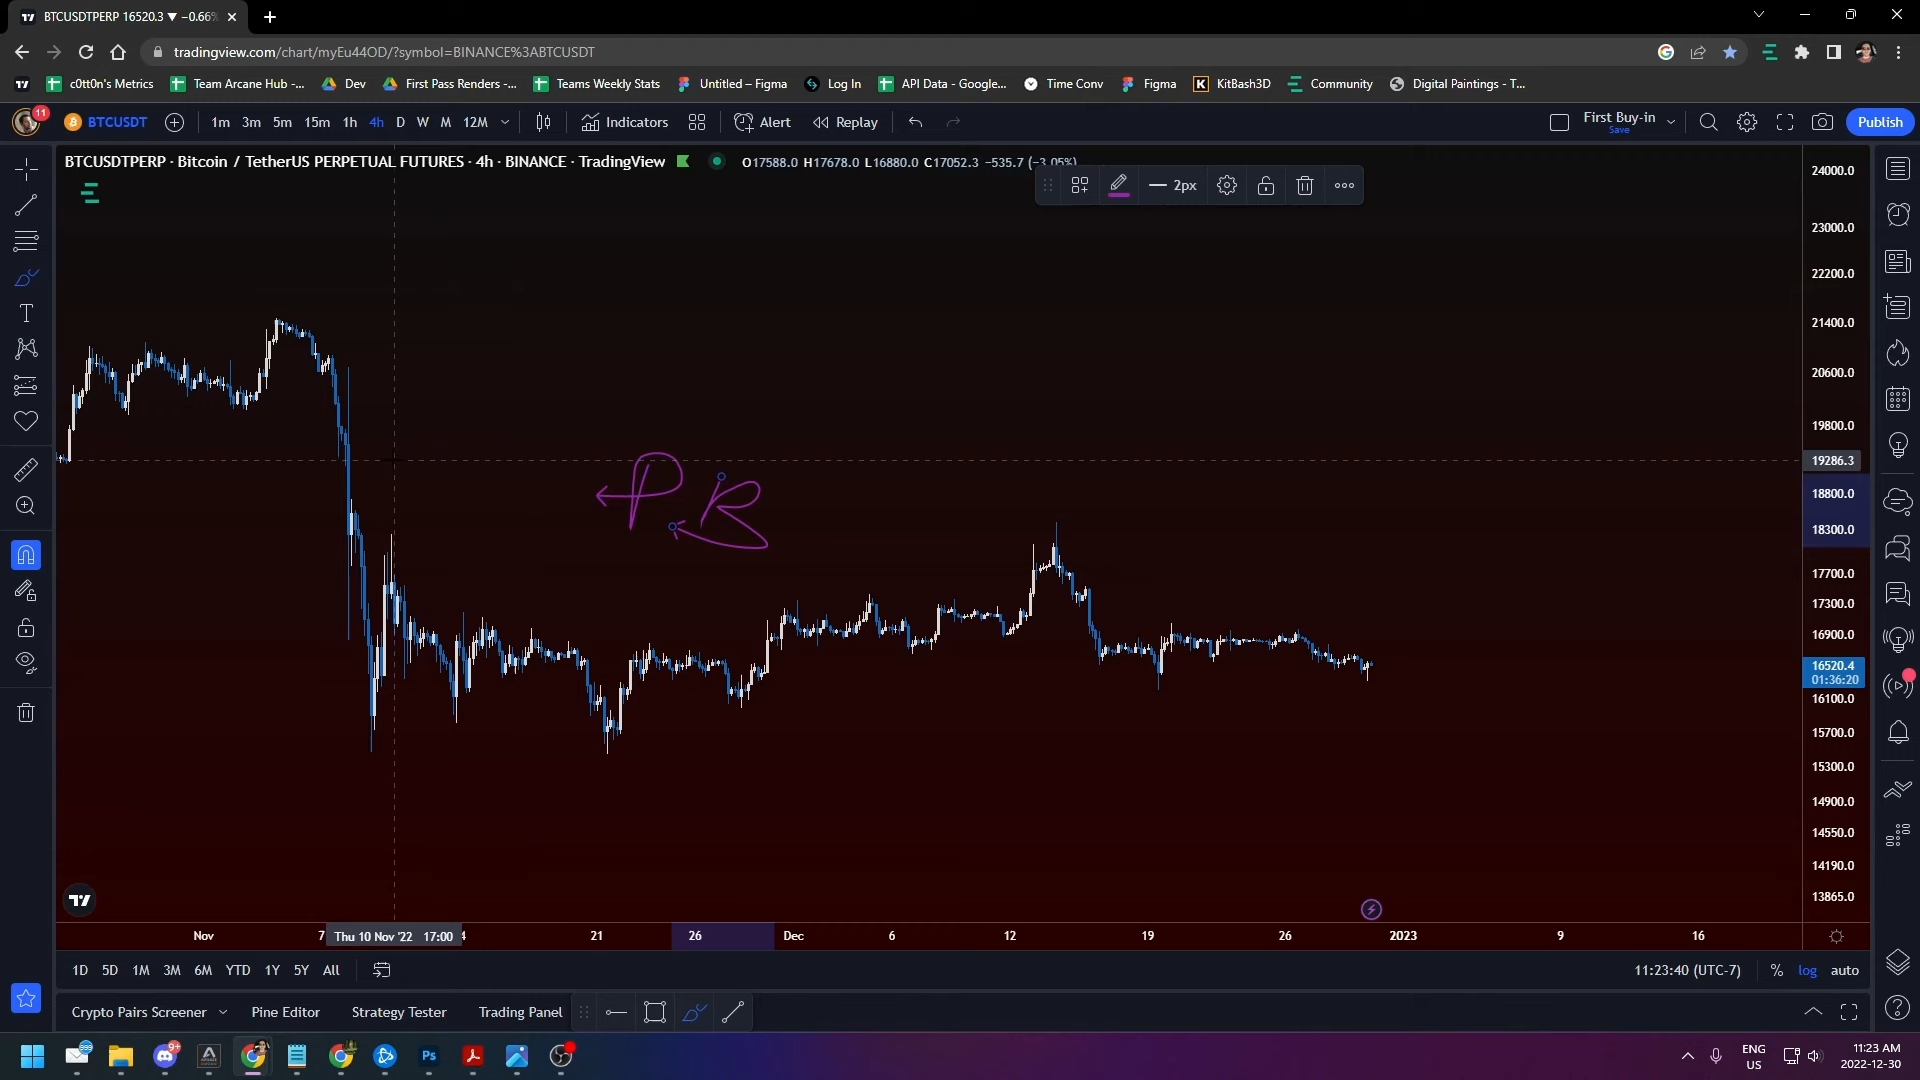 BTCUSDTPERP 16520.3 ▼ −0.66%
tradingview.com/chart/myEu44OD/?symbol=BINANCE%3ABTCUSDT
c0tt0n's Metrics Team Arcane Hub -... Dev First Pass Renders -... Teams Weekly Stats Untitled – Figma Log In API Data - Google... Time Conv Figma KitBash3D Community Digital Paintings - T...
11 BTCUSDT 1m 3m 5m 15m 1h 4h D W M 12M Indicators Alert Replay First Buy-in Save Publish
BTCUSDTPERP · Bitcoin / TetherUS PERPETUAL FUTURES · 4h · BINANCE · TradingView O17588.0 H17678.0 L16880.0 C17052.3 −535.7 (−3.05%)
2px
24000.0
23000.0
22200.0
21400.0
20600.0
19800.0
19286.3
18800.0
18300.0
17700.0
17300.0
16900.0
16520.4
01:36:20
16100.0
15700.0
15300.0
14900.0
14550.0
14190.0
13865.0
P R
Nov 7 Thu 10 Nov '22 17:00 4 21 26 Dec 6 12 19 26 2023 9 16
1D 5D 1M 3M 6M YTD 1Y 5Y All 11:23:40 (UTC-7) % log auto
Crypto Pairs Screener Pine Editor Strategy Tester Trading Panel
ENG
US
11:23 AM
2022-12-30